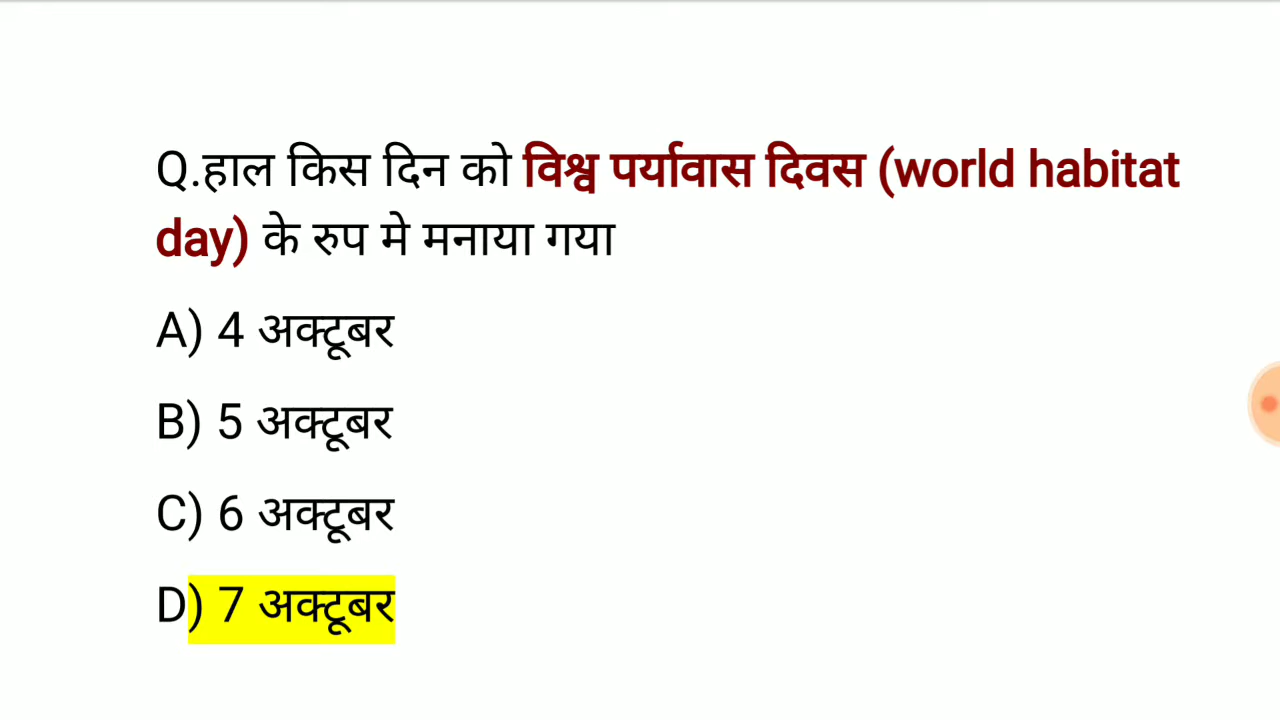 Q.हाल किस दिन को विश्व पर्यावास दिवस (world habitat
day) के रुप मे मनाया गया
A) 4 अक्टूबर
B) 5 अक्टूबर
C) 6 अक्टूबर
D) 7 अक्टूबर